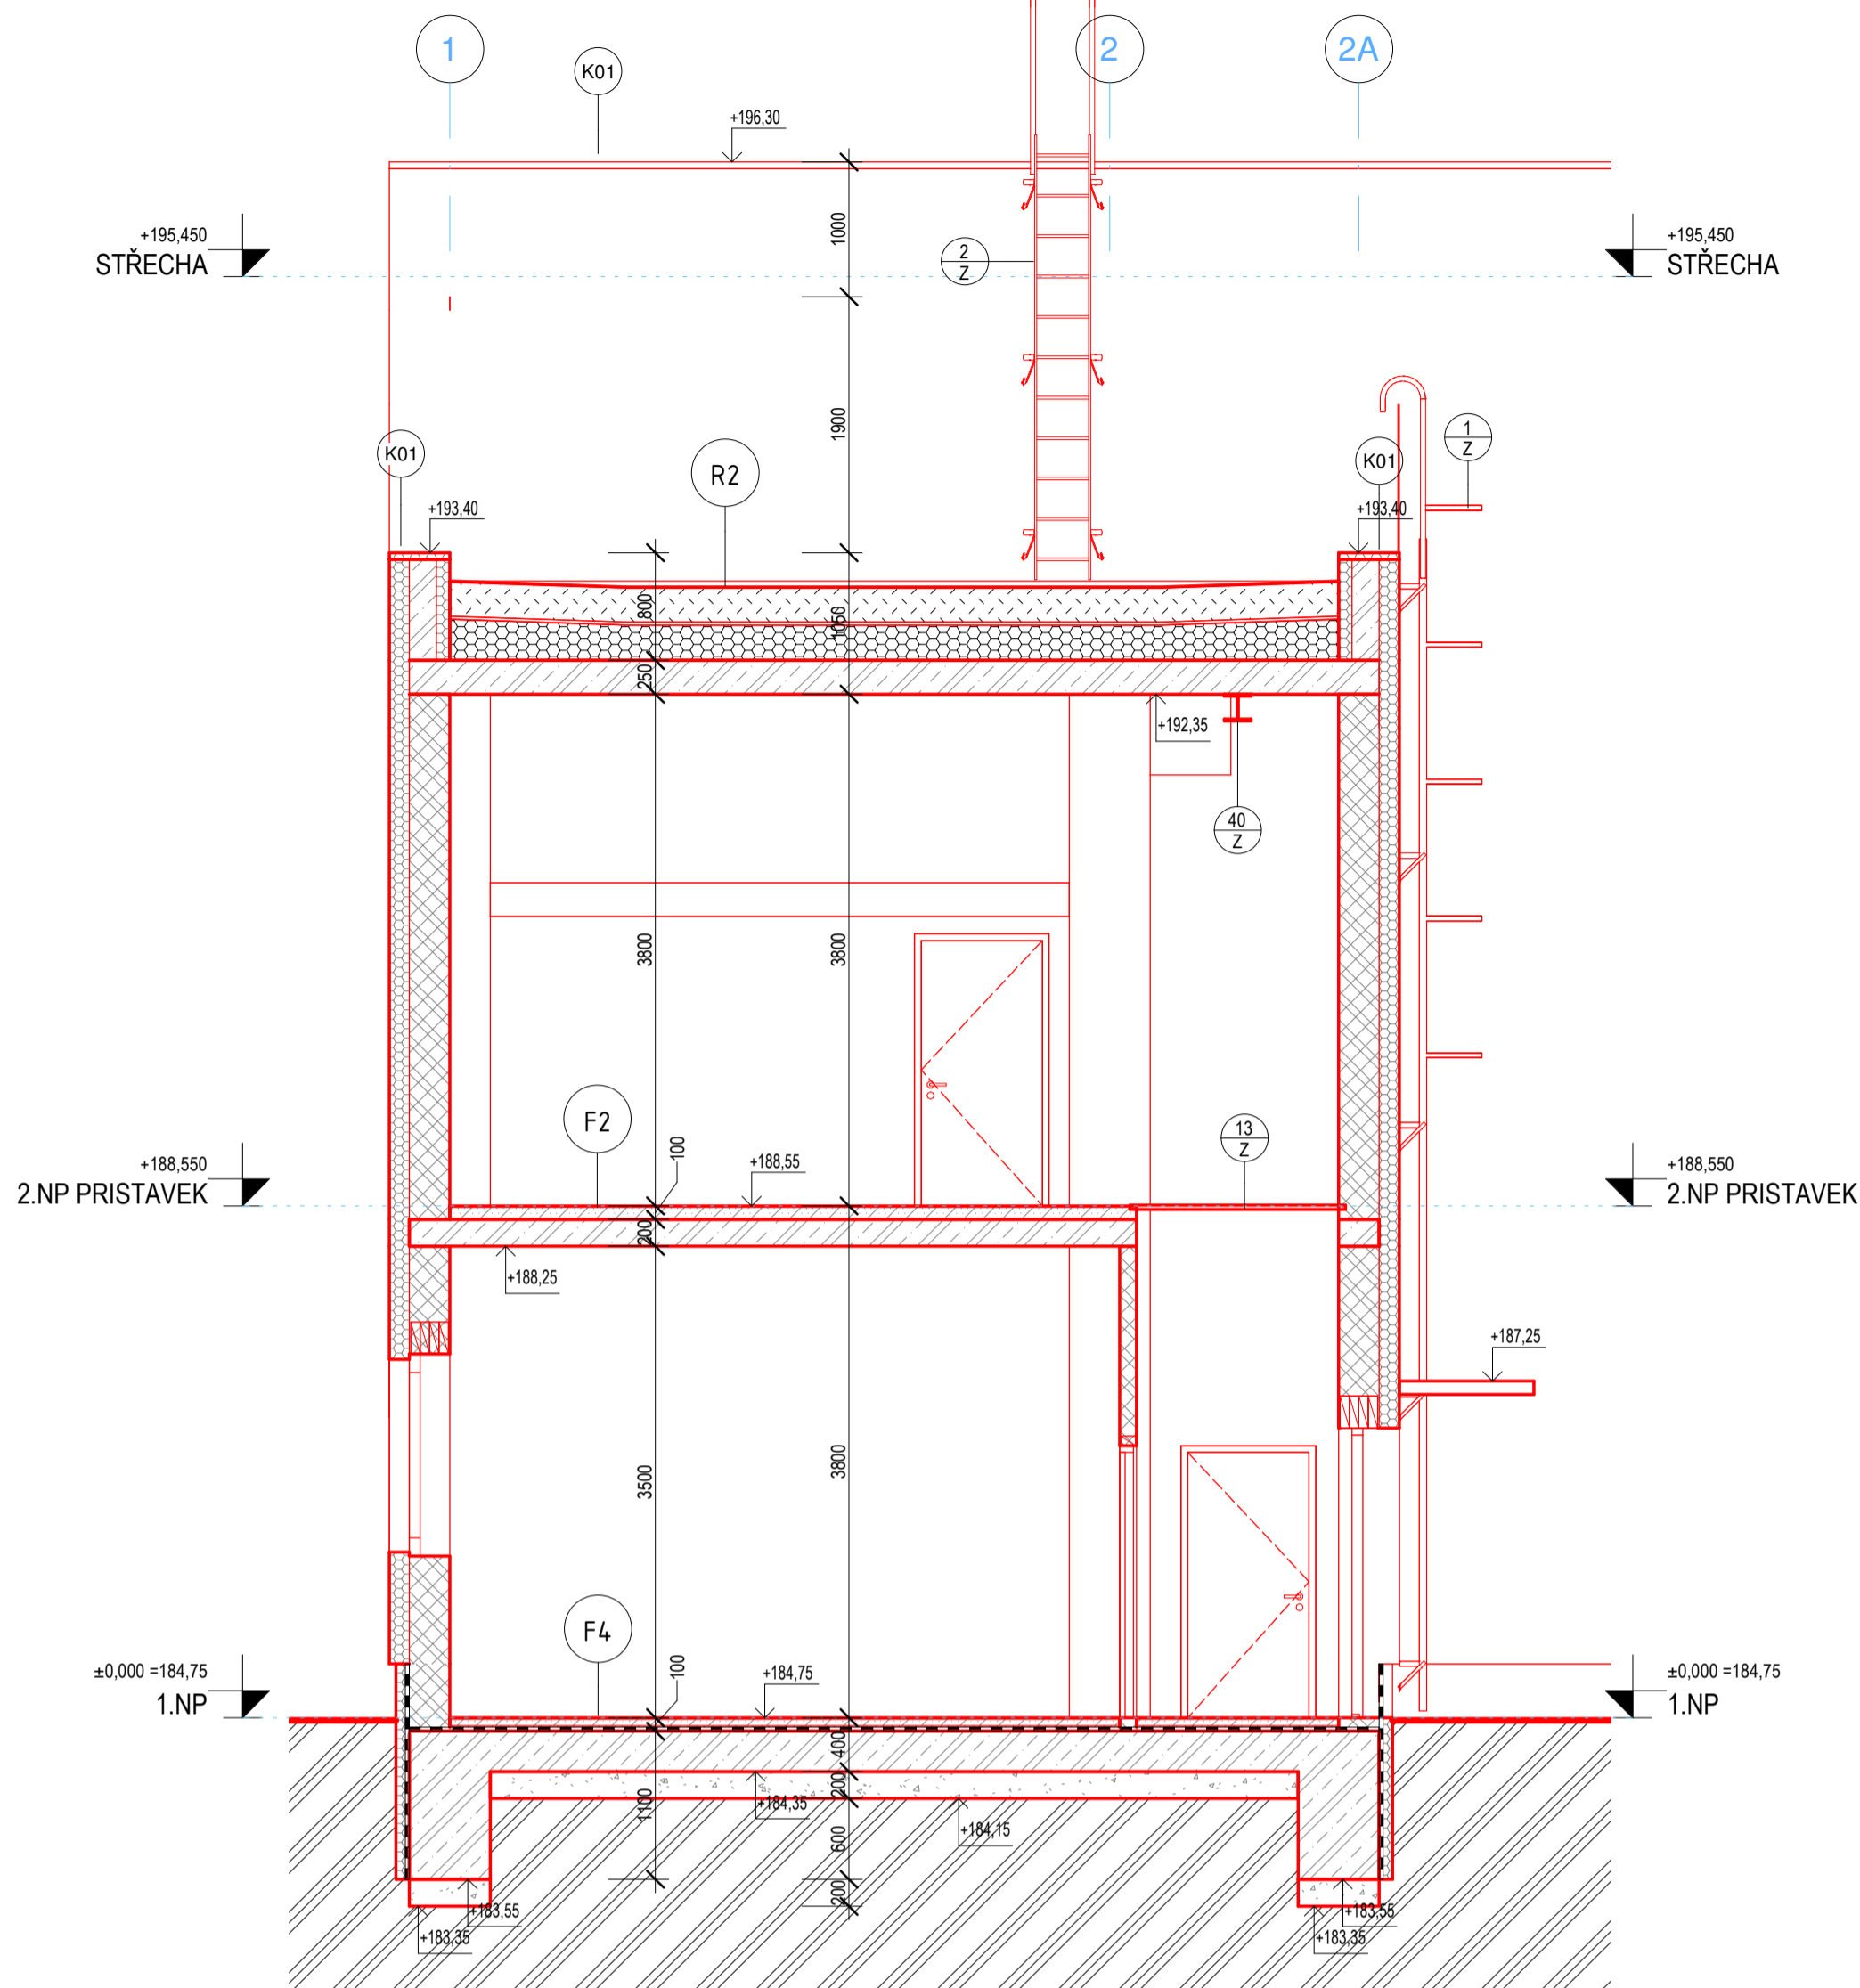 1
2
2A
K01
+196,30
1000
+195,450
STŘECHA
2
Z
+195,450
STŘECHA
1900
K01
R2
K01
1
Z
+193,40
+193,40
800
1050
250
+192,35
40
Z
3800
3800
F2
100
+188,55
13
Z
+188,550
2.NP PRISTAVEK
+188,550
2.NP PRISTAVEK
200
+188,25
+187,25
3500
3800
F4
100
+184,75
±0,000 =184,75
1.NP
±0,000 =184,75
1.NP
400
200
1100
+184,35
+184,15
600
200
+183,55
+183,55
+183,35
+183,35